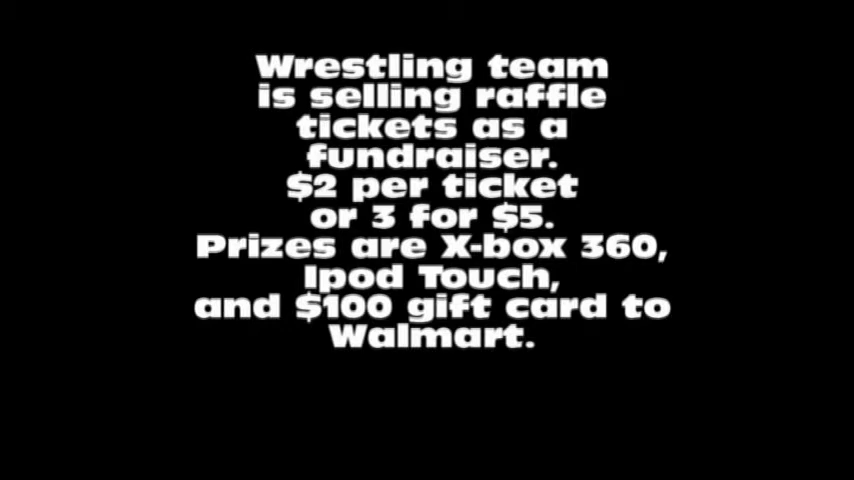 Wrestling team
is selling raffle
tickets as a
fundraiser.
$2 per ticket
or 3 for $5.
Prizes are X-box 360,
Ipod Touch,
and $100 gift card to
Walmart.